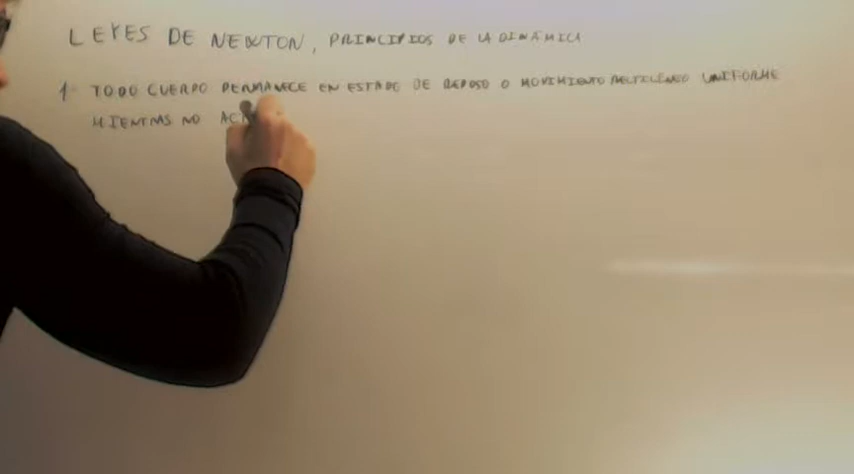 LEYES DE NEWTON, PRINCIPIOS DE LA DINÁMICA
1- TODO CUERPO PERMANECE EN ESTADO DE REPOSO O MOVIMIENTO RECTILENEO UNIFORME
MIENTRAS NO